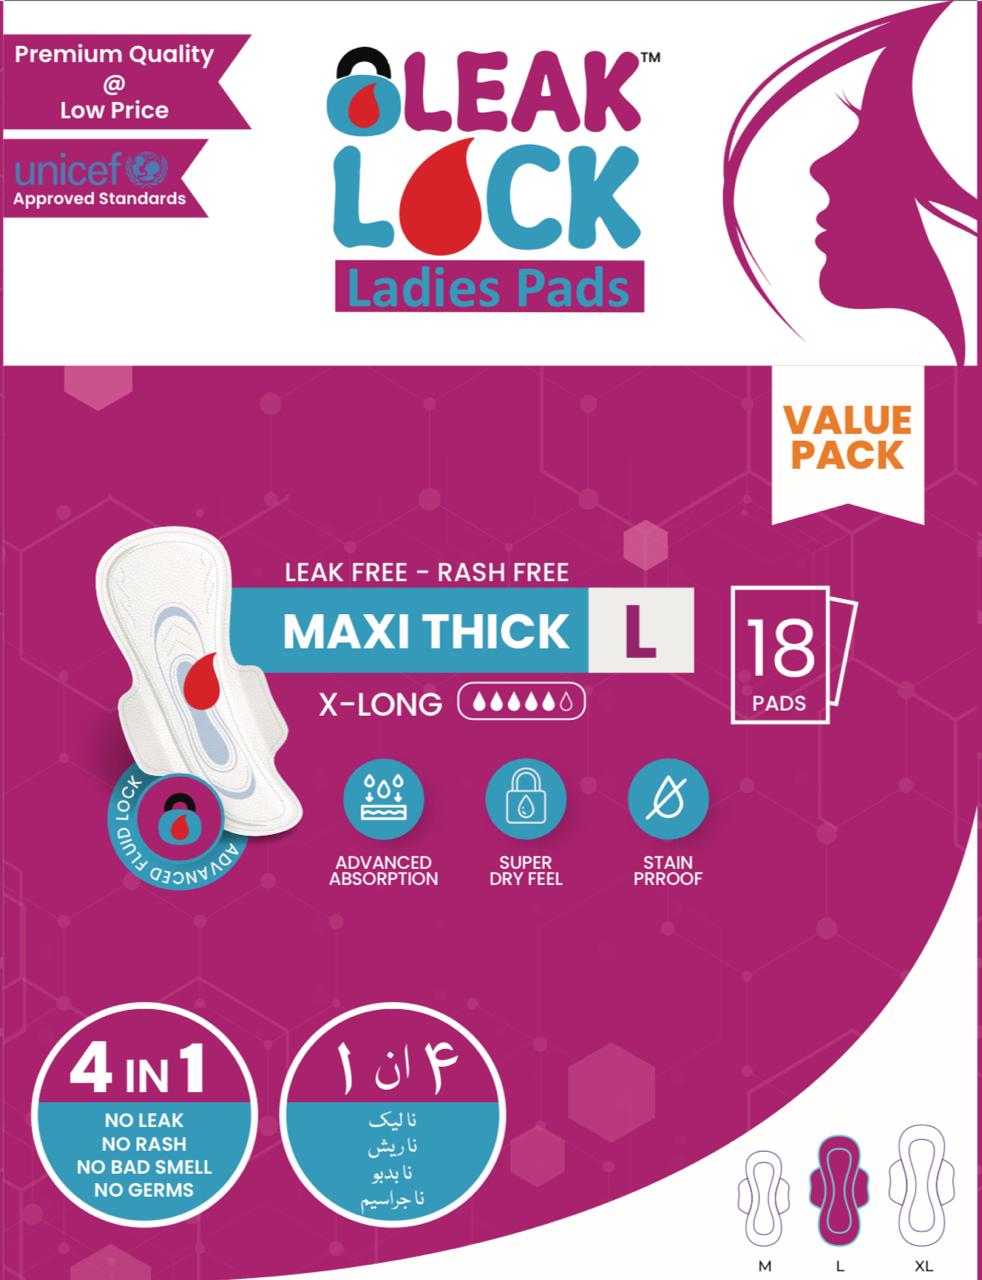 Premium Quality
@
Low Price
unicef
Approved Standards
LEAK™
LOCK
Ladies Pads
VALUE
PACK
LEAK FREE - RASH FREE
MAXI THICK L
X-LONG
18
PADS
ADVANCED FLUID LOCK
ADVANCED
ABSORPTION
SUPER
DRY FEEL
STAIN
PRROOF
4 IN 1
NO LEAK
NO RASH
NO BAD SMELL
NO GERMS
۴ ان ۱
نا لیک
نا ریش
نا بدبو
نا جراسیم
M L XL